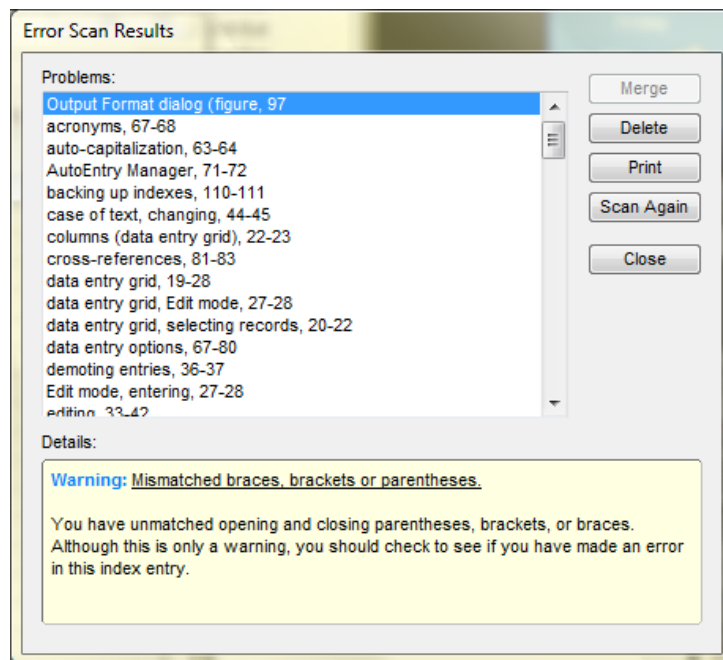 Error Scan Results
Problems:
Output Format dialog (figure, 97
acronyms, 67-68
auto-capitalization, 63-64
AutoEntry Manager, 71-72
backing up indexes, 110-111
case of text, changing, 44-45
columns (data entry grid), 22-23
cross-references, 81-83
data entry grid, 19-28
data entry grid, Edit mode, 27-28
data entry grid, selecting records, 20-22
data entry options, 67-80
demoting entries, 36-37
Edit mode, entering, 27-28
editing, 33-42
Merge
Delete
Print
Scan Again
Close
Details:
Warning: Mismatched braces, brackets or parentheses.
You have unmatched opening and closing parentheses, brackets, or braces.
Although this is only a warning, you should check to see if you have made an error
in this index entry.